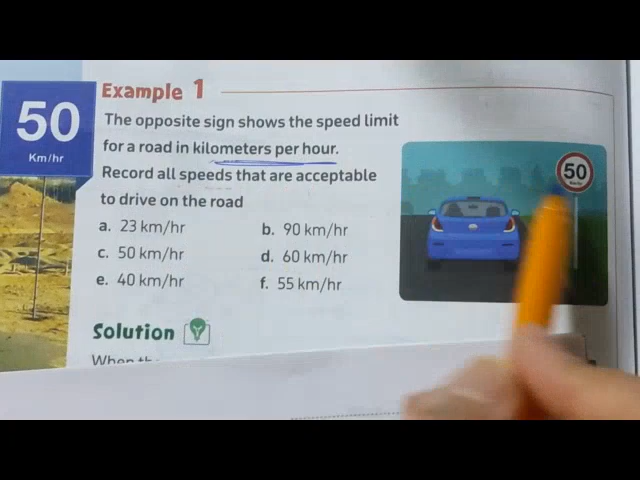 50
Km/hr
Example 1
The opposite sign shows the speed limit
for a road in kilometers per hour.
Record all speeds that are acceptable
to drive on the road
a. 23 km/hr
b. 90 km/hr
c. 50 km/hr
d. 60 km/hr
e. 40 km/hr
f. 55 km/hr
50
Solution